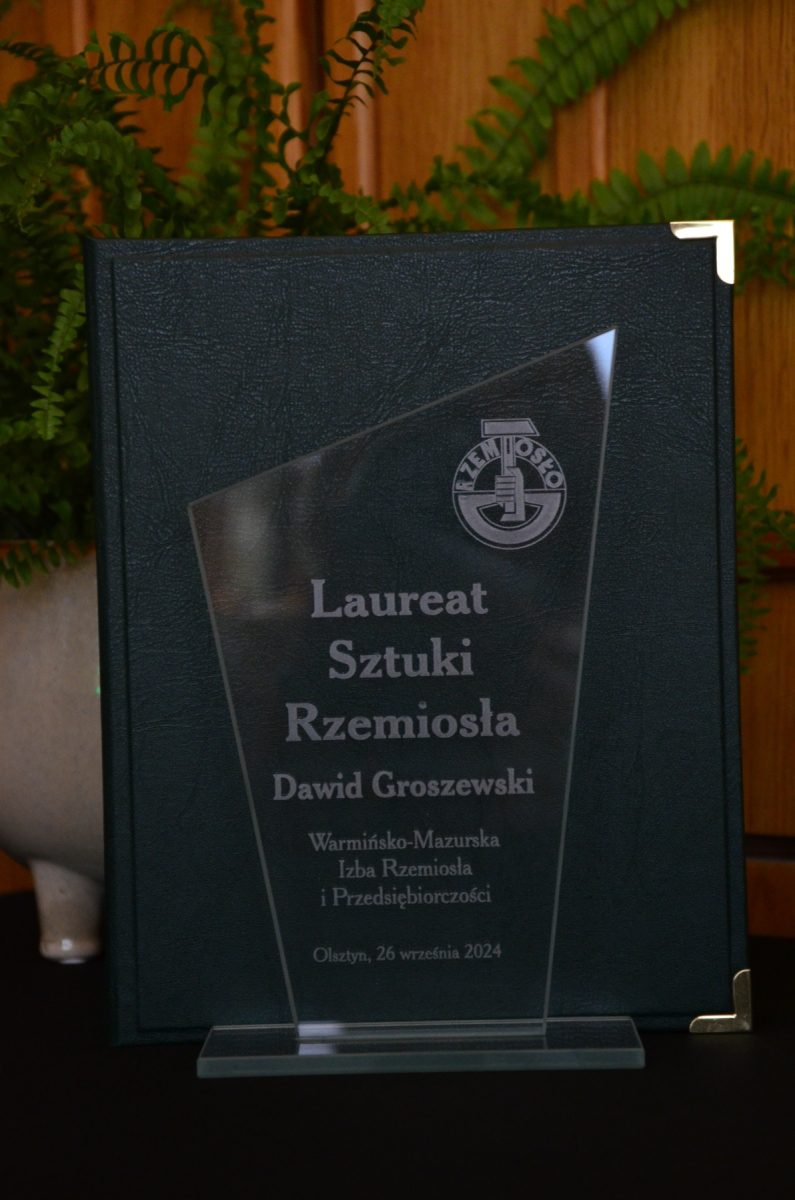 RZEMIOSŁO
Laureat
Sztuki
Rzemiosła
Dawid Groszewski
Warmińsko-Mazurska
Izba Rzemiosła
i Przedsiębiorczości
Olsztyn, 26 września 2024